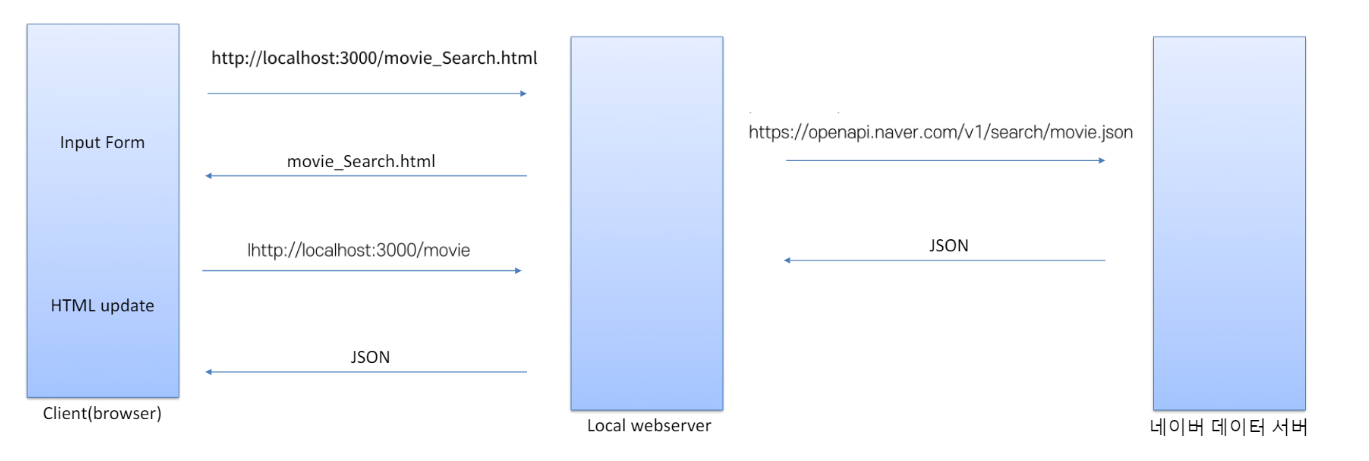 http://localhost:3000/movie_Search.html
https://openapi.naver.com/v1/search/movie.json
Input Form
movie_Search.html
lhttp://localhost:3000/movie
JSON
HTML update
JSON
Client(browser)
Local webserver
네이버 데이터 서버